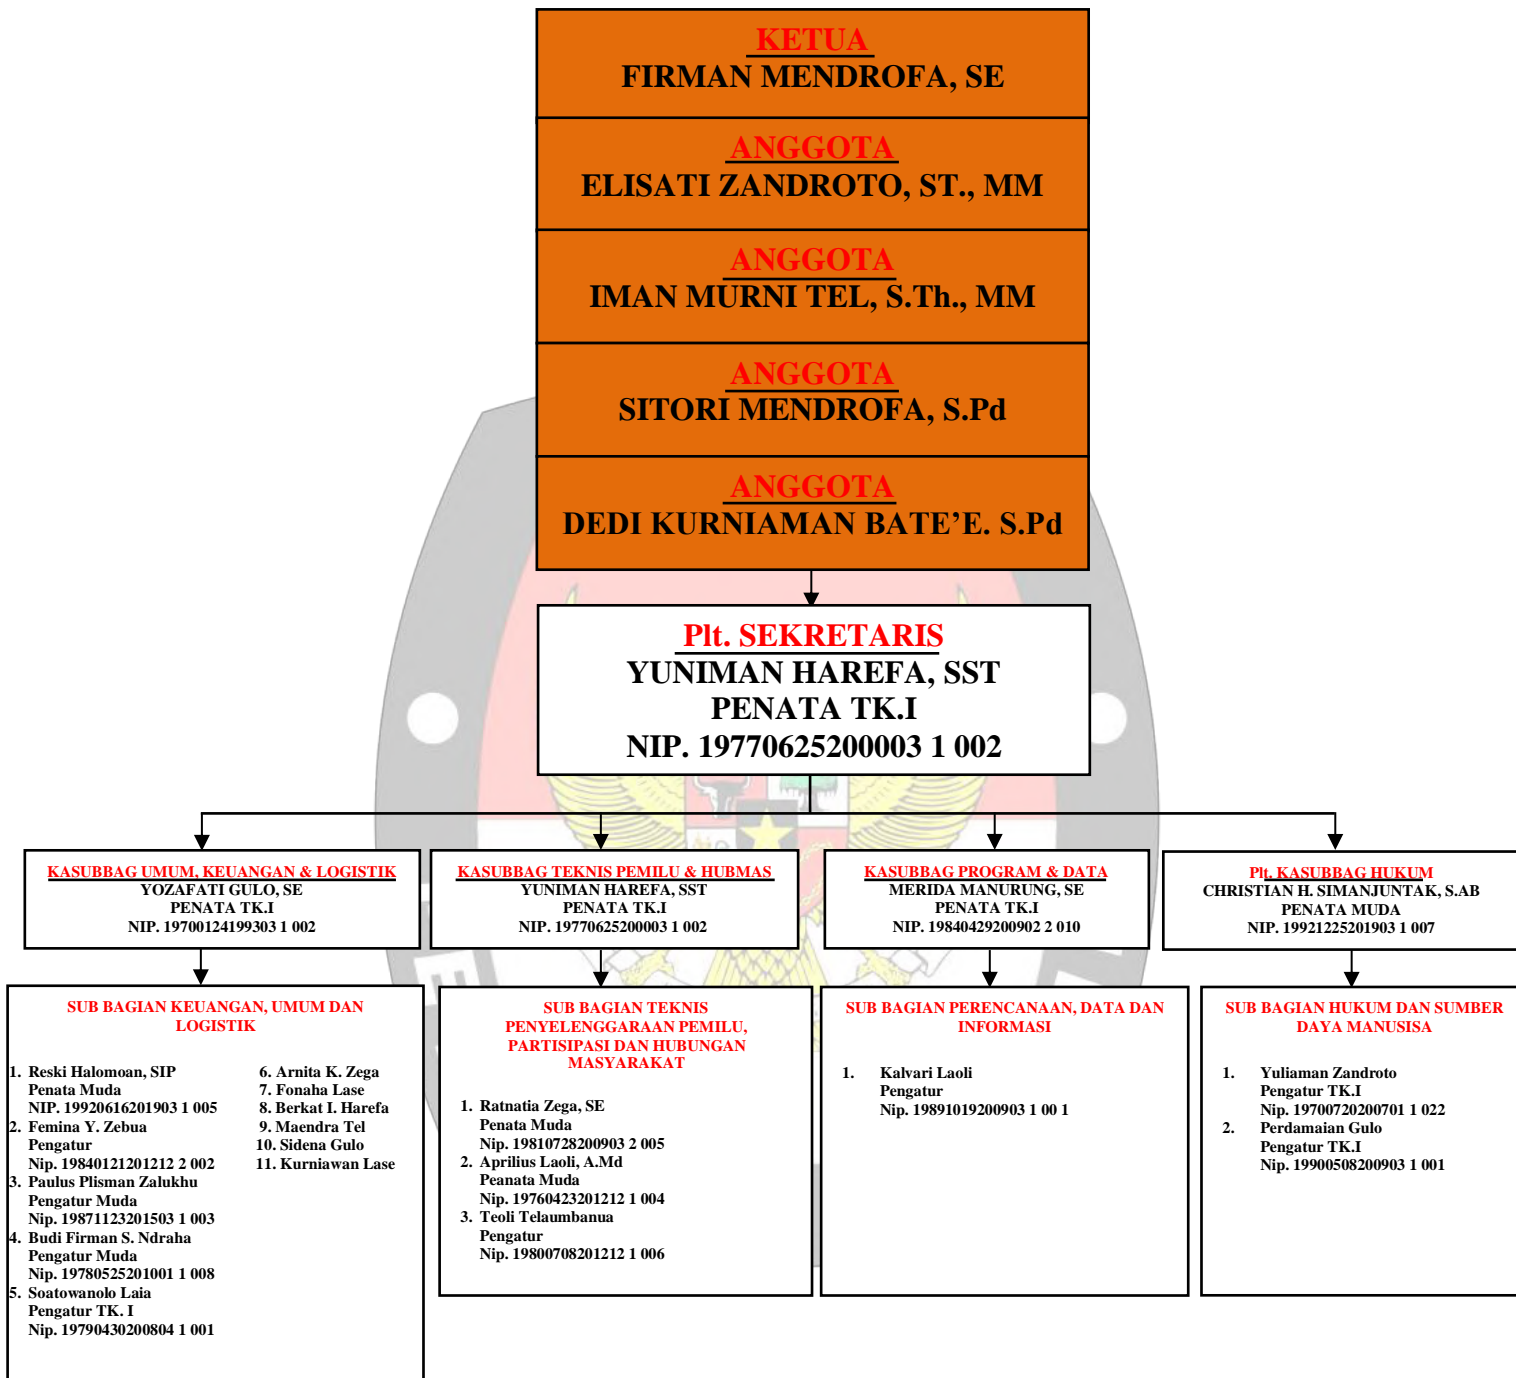 KETUA
FIRMAN MENDROFA, SE
ANGGOTA
ELISATI ZANDROTO, ST., MM
ANGGOTA
IMAN MURNI TEL, S.Th., MM
ANGGOTA
SITORI MENDROFA, S.Pd
ANGGOTA
DEDI KURNIAMAN BATE’E. S.Pd
Plt. SEKRETARIS
YUNIMAN HAREFA, SST
PENATA TK.I
NIP. 19770625200003 1 002
KASUBBAG UMUM, KEUANGAN & LOGISTIK
YOZAFATI GULO, SE
PENATA TK.I
NIP. 19700124199303 1 002
KASUBBAG TEKNIS PEMILU & HUBMAS
YUNIMAN HAREFA, SST
PENATA TK.I
NIP. 19770625200003 1 002
KASUBBAG PROGRAM & DATA
MERIDA MANURUNG, SE
PENATA TK.I
NIP. 19840429200902 2 010
Plt. KASUBBAG HUKUM
CHRISTIAN H. SIMANJUNTAK, S.AB
PENATA MUDA
NIP. 19921225201903 1 007
SUB BAGIAN KEUANGAN, UMUM DAN
LOGISTIK
1. Reski Halomoan, SIP
Penata Muda
NIP. 19920616201903 1 005
2. Femina Y. Zebua
Pengatur
Nip. 19840121201212 2 002
3. Paulus Plisman Zalukhu
Pengatur Muda
Nip. 19871123201503 1 003
4. Budi Firman S. Ndraha
Pengatur Muda
Nip. 19780525201001 1 008
5. Soatowanolo Laia
Pengatur TK. I
Nip. 19790430200804 1 001
6. Arnita K. Zega
7. Fonaha Lase
8. Berkat I. Harefa
9. Maendra Tel
10. Sidena Gulo
11. Kurniawan Lase
SUB BAGIAN TEKNIS
PENYELENGGARAAN PEMILU,
PARTISIPASI DAN HUBUNGAN
MASYARAKAT
1. Ratnatia Zega, SE
Penata Muda
Nip. 19810728200903 2 005
2. Aprilius Laoli, A.Md
Peanata Muda
Nip. 19760423201212 1 004
3. Teoli Telaumbanua
Pengatur
Nip. 19800708201212 1 006
SUB BAGIAN PERENCANAAN, DATA DAN
INFORMASI
1. Kalvari Laoli
Pengatur
Nip. 19891019200903 1 00 1
SUB BAGIAN HUKUM DAN SUMBER
DAYA MANUSISA
1. Yuliaman Zandroto
Pengatur TK.I
Nip. 19700720200701 1 022
2. Perdamaian Gulo
Pengatur TK.I
Nip. 19900508200903 1 001